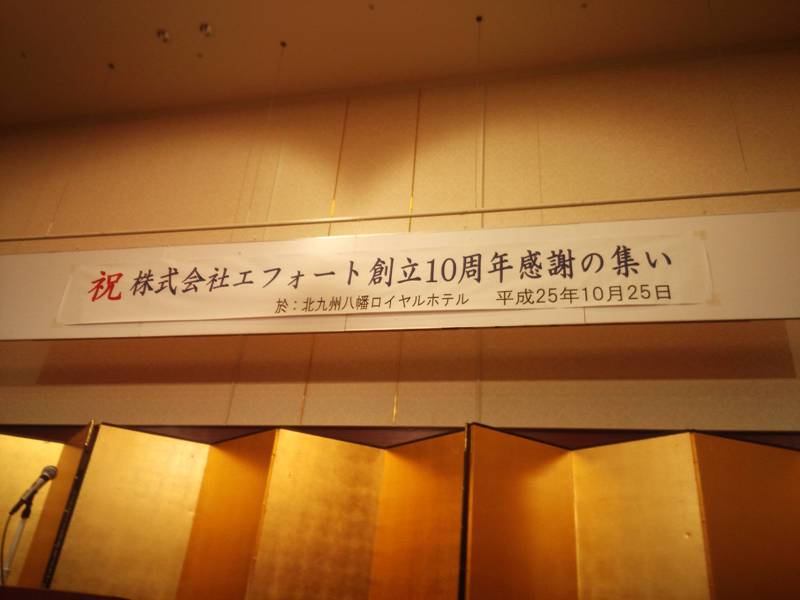 祝 株式会社エフォート創立10周年感謝の集い
於：北九州八幡ロイヤルホテル 平成25年10月25日